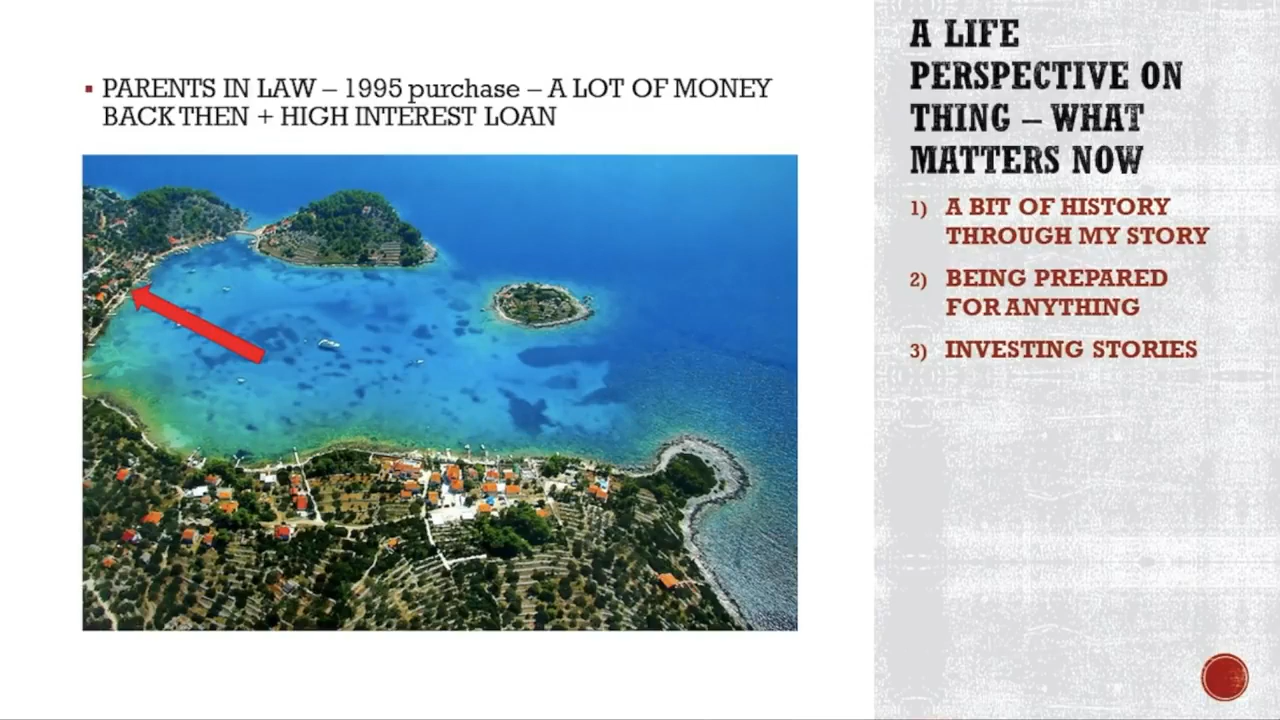 ▪ PARENTS IN LAW – 1995 purchase – A LOT OF MONEY
BACK THEN + HIGH INTEREST LOAN
A LIFE
PERSPECTIVE ON
THING – WHAT
MATTERS NOW
1) A BIT OF HISTORY
THROUGH MY STORY
2) BEING PREPARED
FOR ANYTHING
3) INVESTING STORIES